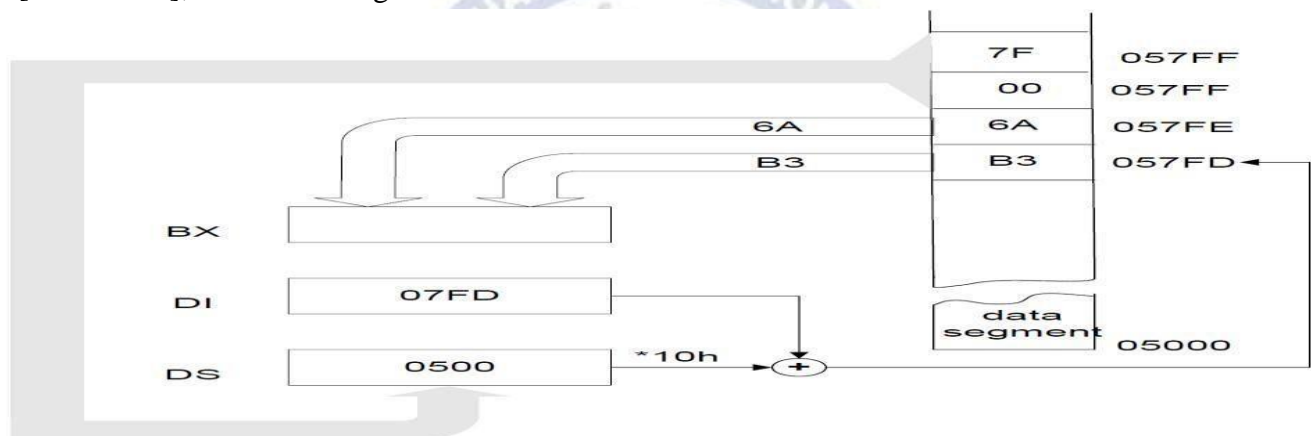 7F 057FF
00 057FF
6A 6A 057FE
B3 B3 057FD
BX
DI 07FD
data
segment
05000
DS 0500 *10h +